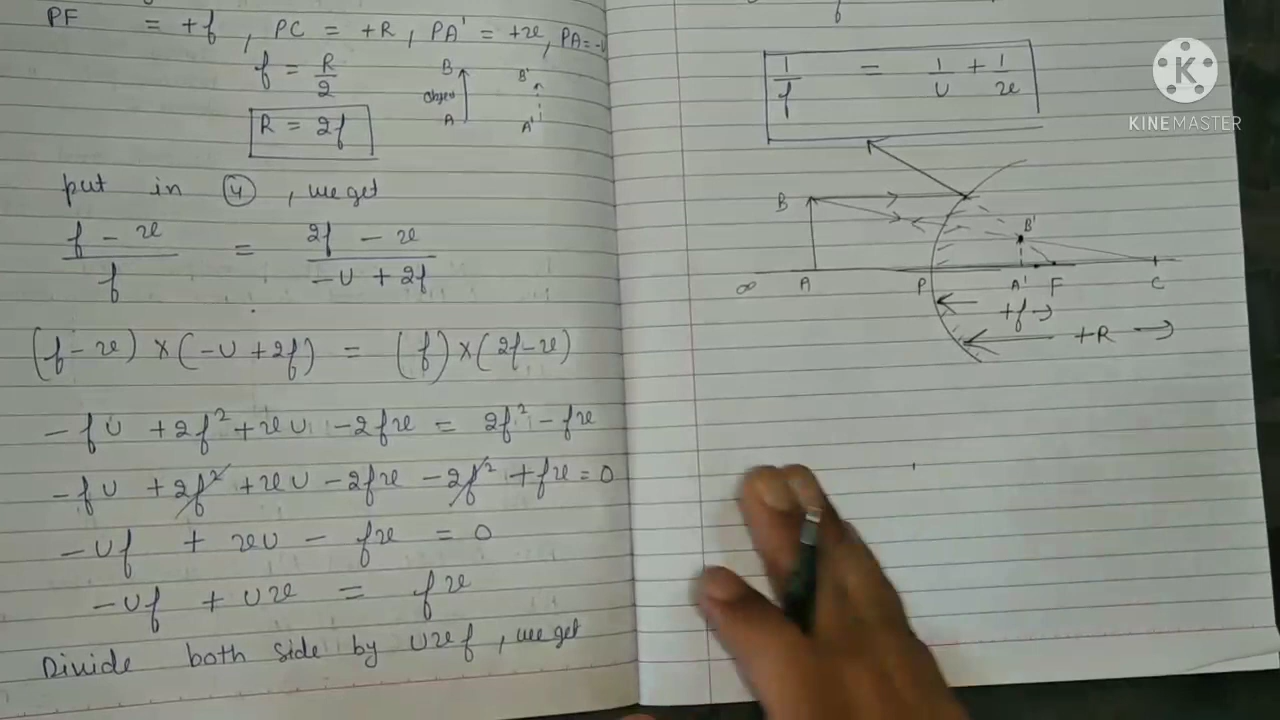 PF = +f, PC = +R, PA' = +ve, PA = -u
f = R/2
R = 2f
B B'
Object
A A'
put in ④, we get
f - v / f = 2f - v / -u + 2f
(f - v) × (-u + 2f) = (f) × (2f - v)
-fu + 2f² + vu - 2fv = 2f² - fv
-fu + 2f² + vu - 2fv - 2f² + fv = 0
-uf + vu - fv = 0
-uf + uv = fv
Divide both side by uvf, we get
1/f = 1/u + 1/v
B B'
∞ A P A' F C
+f
+R
K
KINEMASTER